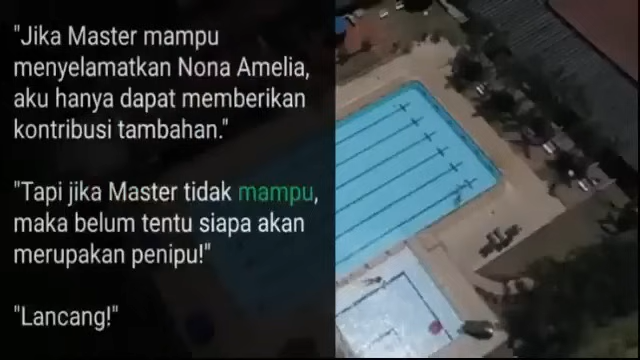 "Jika Master mampu
menyelamatkan Nona Amelia,
aku hanya dapat memberikan
kontribusi tambahan."
"Tapi jika Master tidak mampu,
maka belum tentu siapa akan
merupakan penipu!"
"Lancang!"